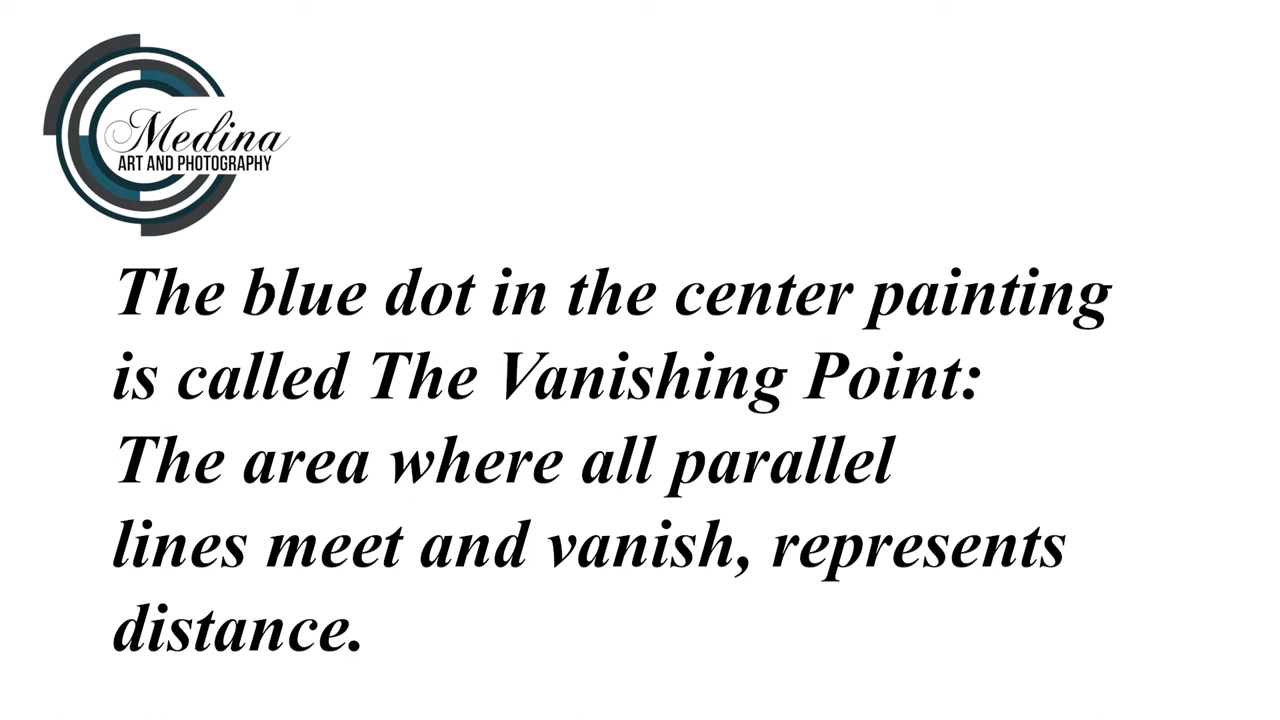 Medina
ART AND PHOTOGRAPHY
The blue dot in the center painting
is called The Vanishing Point:
The area where all parallel
lines meet and vanish, represents
distance.